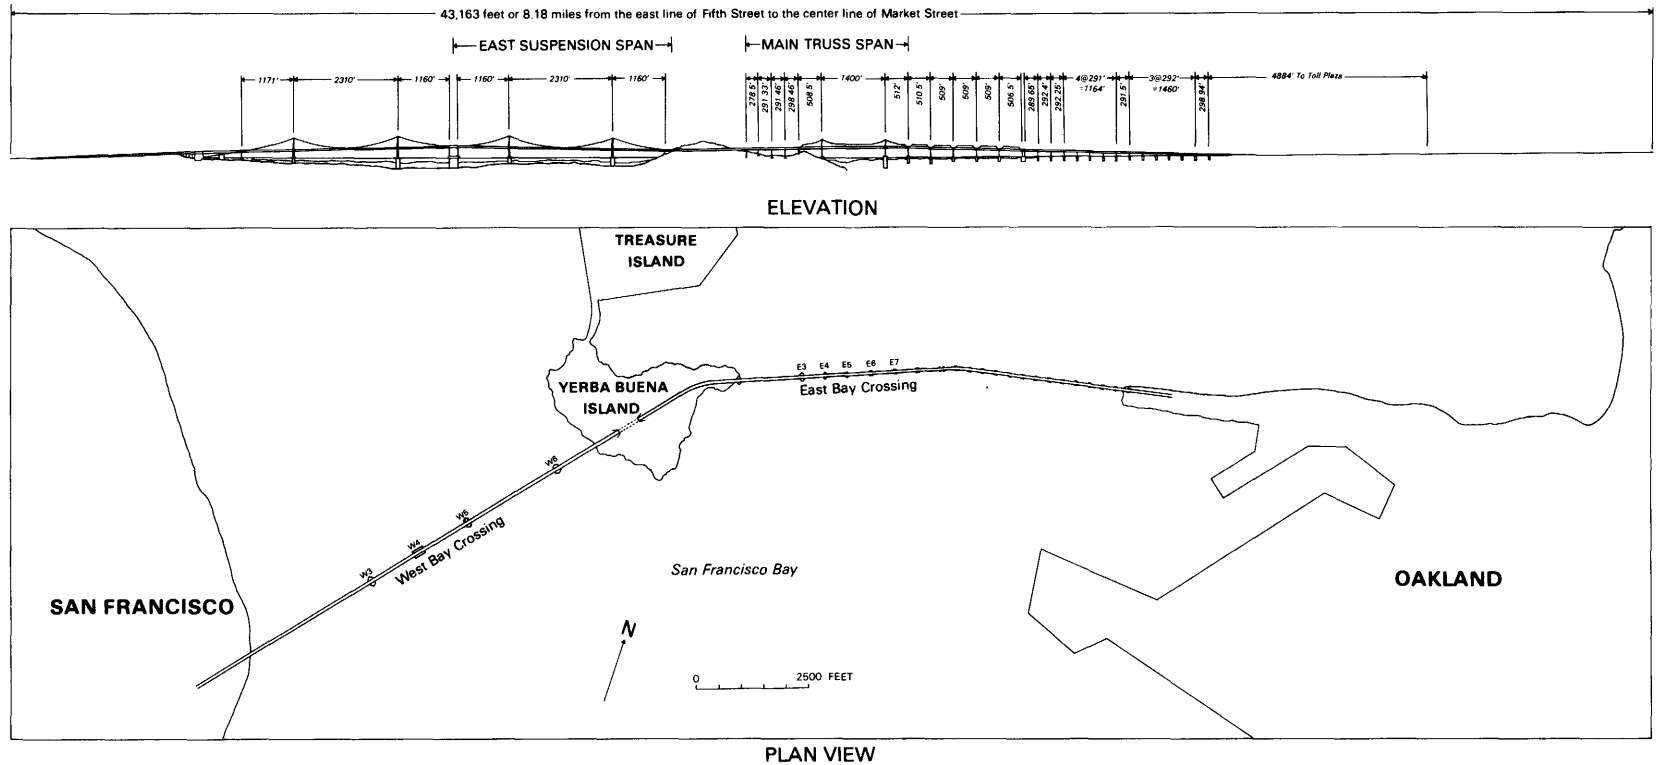 43,163 feet or 8.18 miles from the east line of Fifth Street to the center line of Market Street
EAST SUSPENSION SPAN
MAIN TRUSS SPAN
1171' 2310' 1160' 1160' 2310' 1160' 278 5' 291 33' 291 46' 298 46' 508 5' 1400' 512' 510 5' 509' 509' 509' 506 5' 289 65' 292 4' 292 25' 4@291' 291 5' 3@292' 298 94' 4884' To Toll Plaza
=1164' =1460'
ELEVATION
TREASURE
ISLAND
YERBA BUENA
ISLAND
E3 E4 E5 E6 E7
East Bay Crossing
W6
W5
W4
W3
West Bay Crossing
San Francisco Bay
SAN FRANCISCO
OAKLAND
N
0 2500 FEET
PLAN VIEW